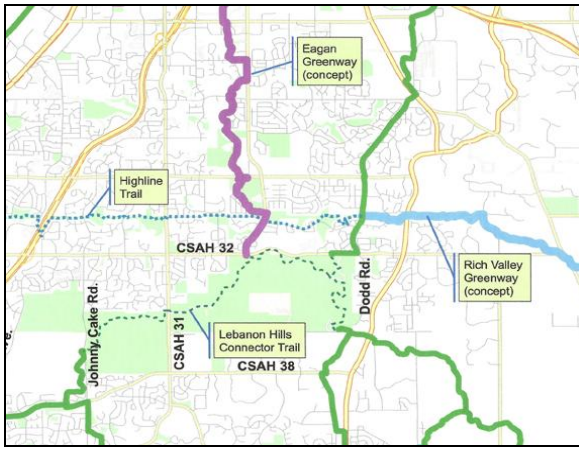 Eagan
Greenway
(concept)
Highline
Trail
CSAH 32
Rich Valley
Greenway
(concept)
Dodd Rd.
Johnny Cake Rd.
CSAH 31
Lebanon Hills
Connector Trail
CSAH 38